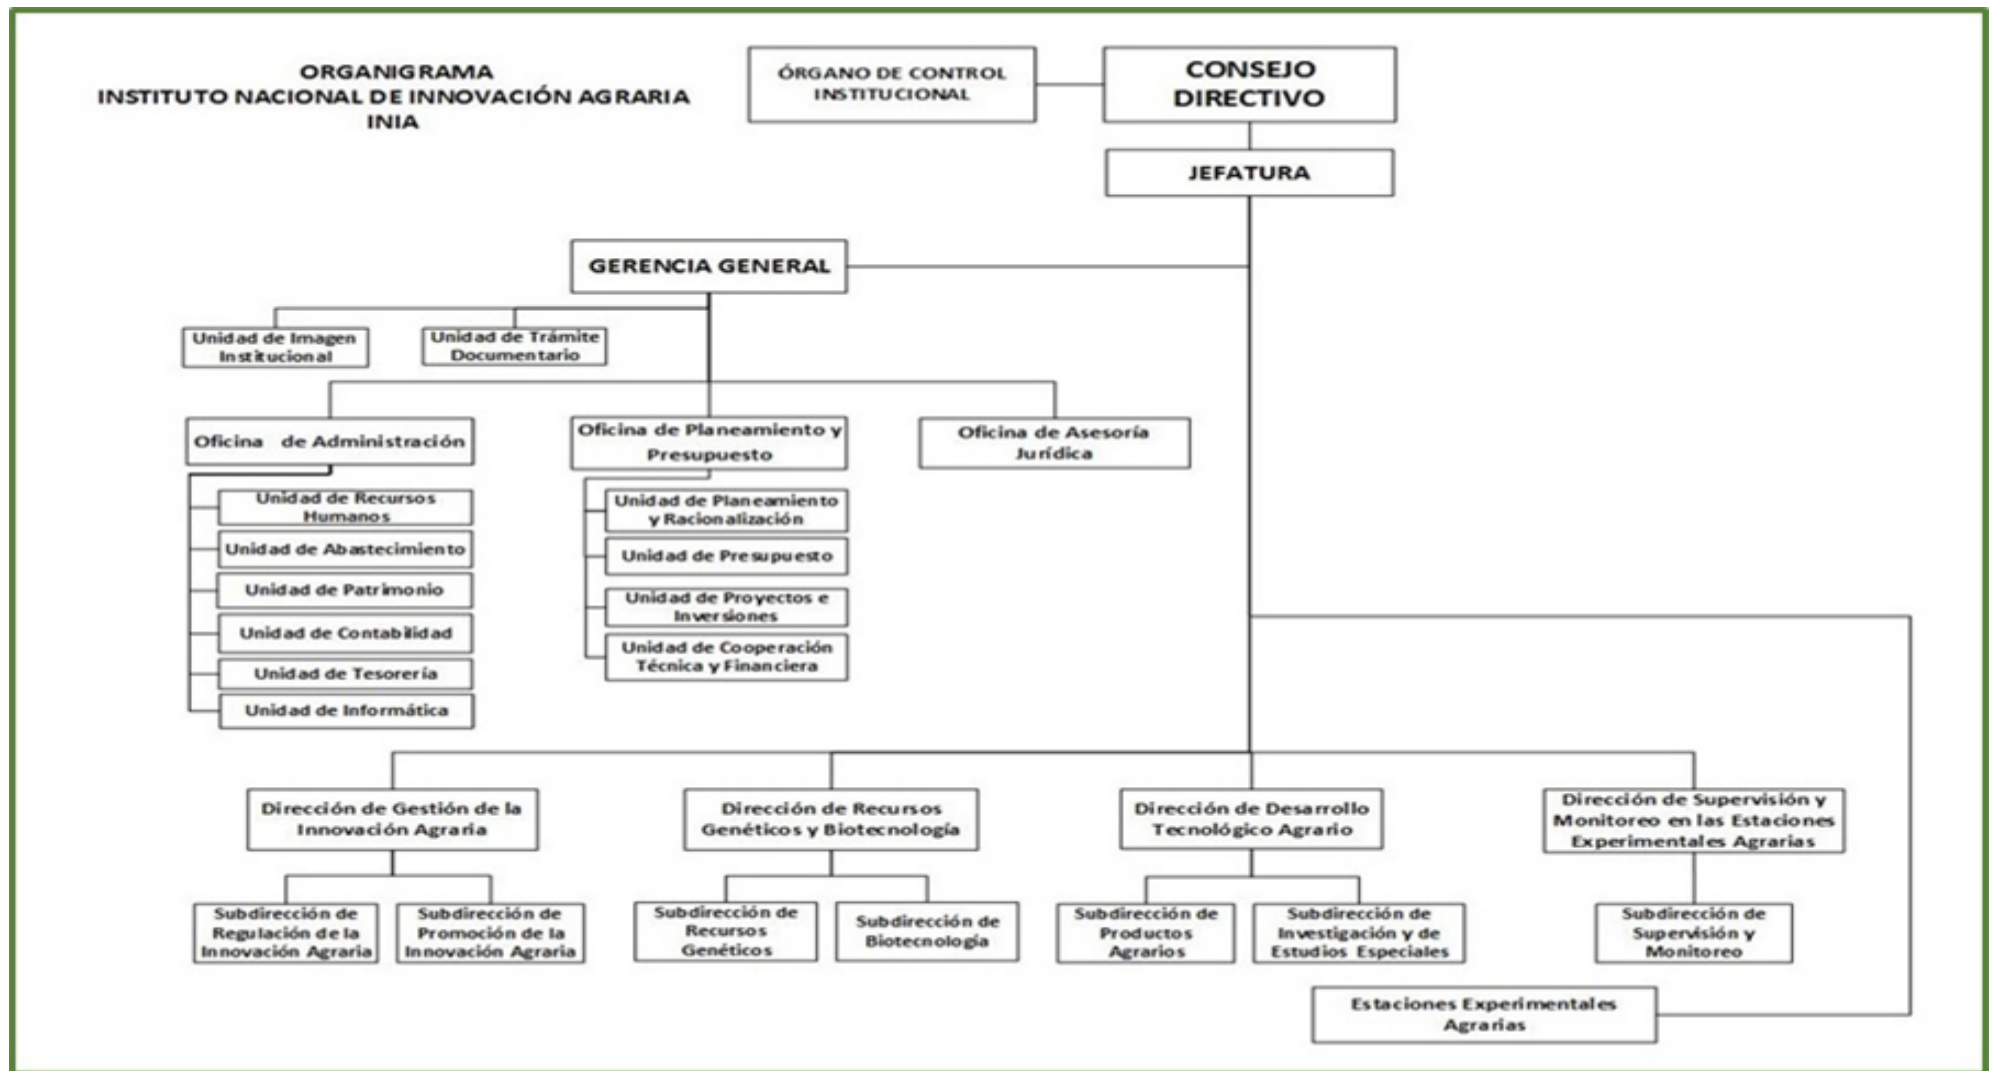 ORGANIGRAMA
INSTITUTO NACIONAL DE INNOVACIÓN AGRARIA
INIA
ÓRGANO DE CONTROL
INSTITUCIONAL
CONSEJO
DIRECTIVO
JEFATURA
GERENCIA GENERAL
Unidad de Imagen
Institucional
Unidad de Trámite
Documentario
Oficina de Administración
Oficina de Planeamiento y
Presupuesto
Oficina de Asesoría
Jurídica
Unidad de Recursos
Humanos
Unidad de Abastecimiento
Unidad de Patrimonio
Unidad de Contabilidad
Unidad de Tesorería
Unidad de Informática
Unidad de Planeamiento
y Racionalización
Unidad de Presupuesto
Unidad de Proyectos e
Inversiones
Unidad de Cooperación
Técnica y Financiera
Dirección de Gestión de la
Innovación Agraria
Dirección de Recursos
Genéticos y Biotecnología
Dirección de Desarrollo
Tecnológico Agrario
Dirección de Supervisión y
Monitoreo en las Estaciones
Experimentales Agrarias
Subdirección de
Regulación de la
Innovación Agraria
Subdirección de
Promoción de la
Innovación Agraria
Subdirección de
Recursos
Genéticos
Subdirección de
Biotecnología
Subdirección de
Productos
Agrarios
Subdirección de
Investigación y de
Estudios Especiales
Subdirección de
Supervisión y
Monitoreo
Estaciones Experimentales
Agrarias